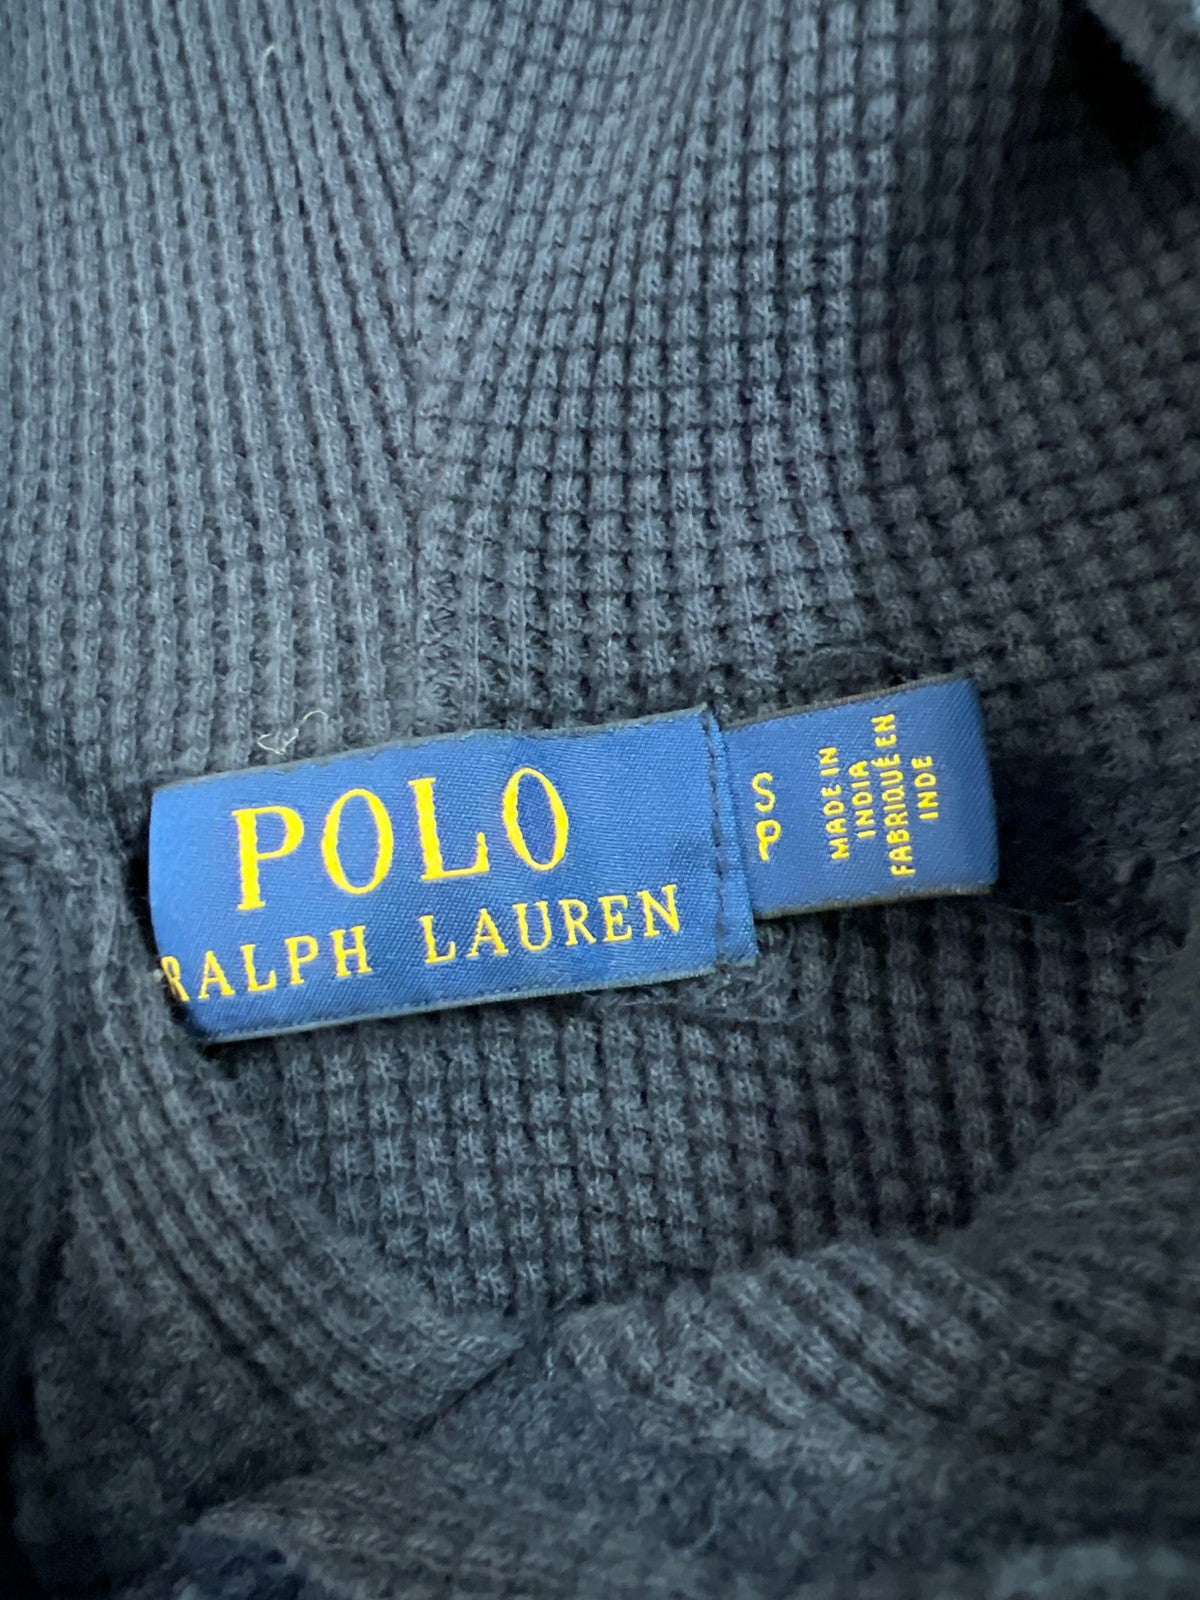 POLO
RALPH LAUREN
S
P
MADE IN
INDIA
FABRIQUÉ EN
INDE